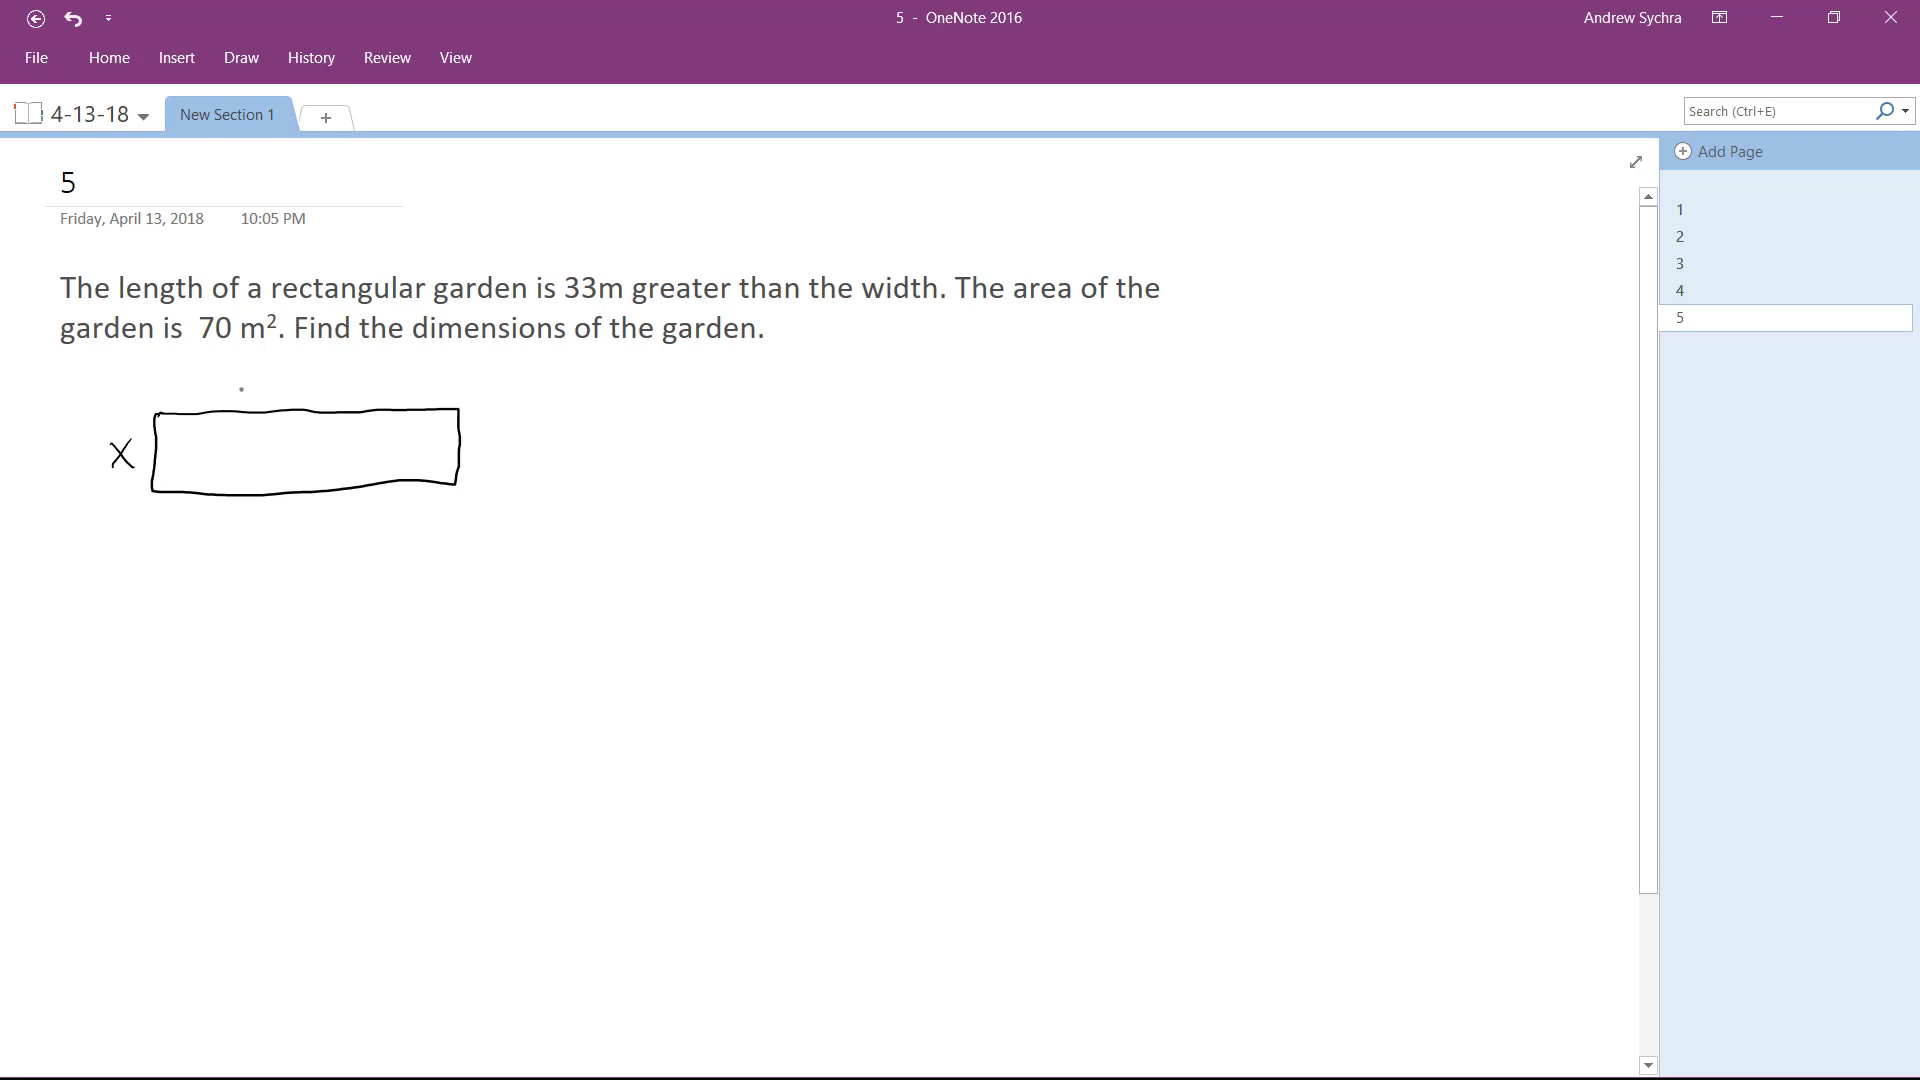 5 - OneNote 2016
Andrew Sychra
File Home Insert Draw History Review View
4-13-18
New Section 1
+
Search (Ctrl+E)
Add Page
5
Friday, April 13, 2018 10:05 PM
The length of a rectangular garden is 33m greater than the width. The area of the
garden is 70 m². Find the dimensions of the garden.
x
1
2
3
4
5